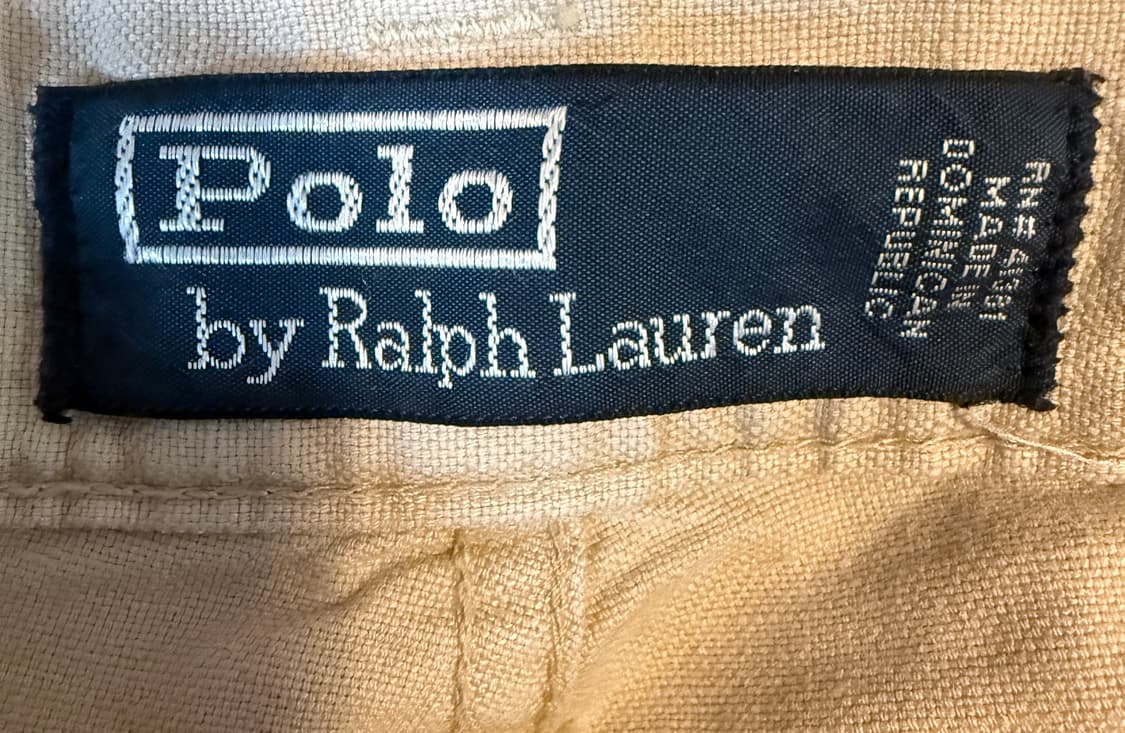 Polo
by Ralph Lauren
RN# 41381
MADE IN
DOMINICAN
REPUBLIC